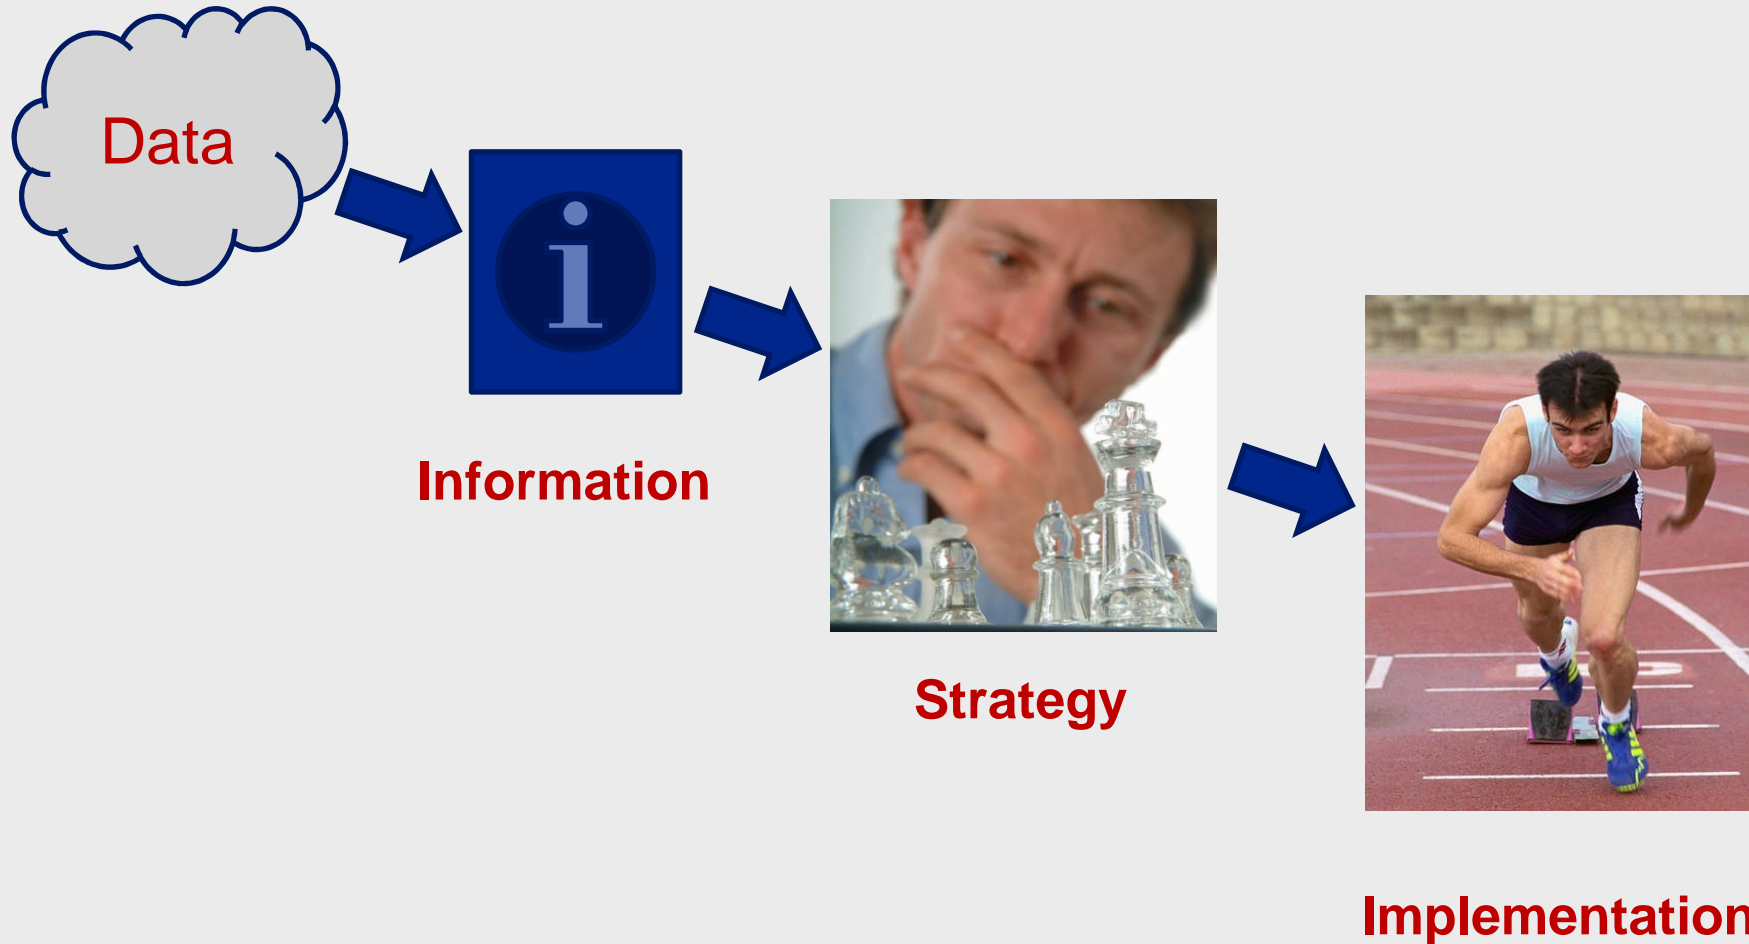 Data
i
Information
Strategy
Implementation